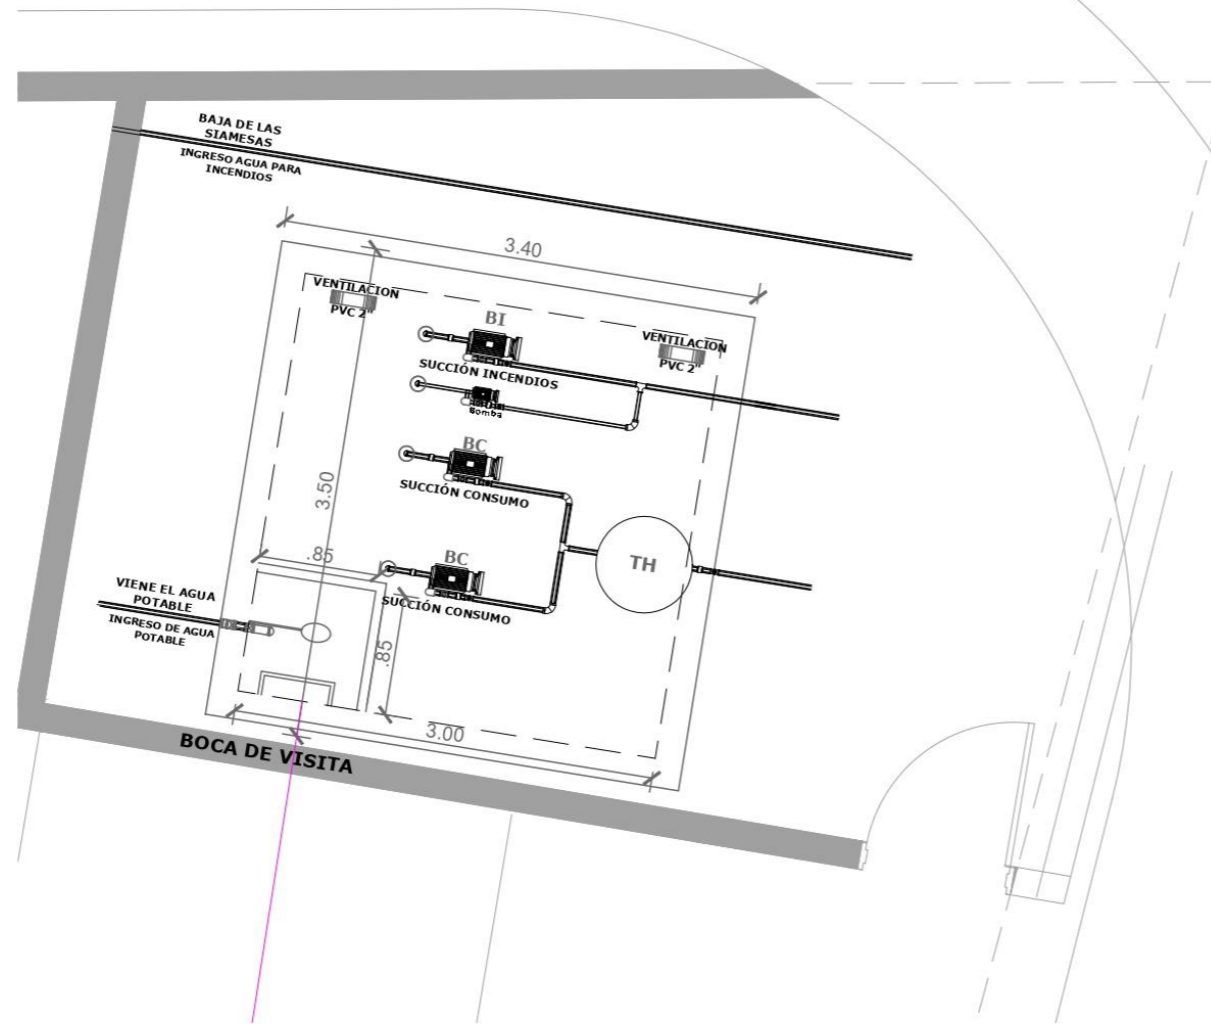 BAJA DE LAS
SIAMESAS
INGRESO AGUA PARA
INCENDIOS
3.40
VENTILACION
PVC 2"
BI
VENTILACION
PVC 2"
SUCCIÓN INCENDIOS
Bomba
BC
SUCCIÓN CONSUMO
3.50
.85
BC
TH
SUCCIÓN CONSUMO
VIENE EL AGUA
POTABLE
INGRESO DE AGUA
POTABLE
.85
3.00
BOCA DE VISITA